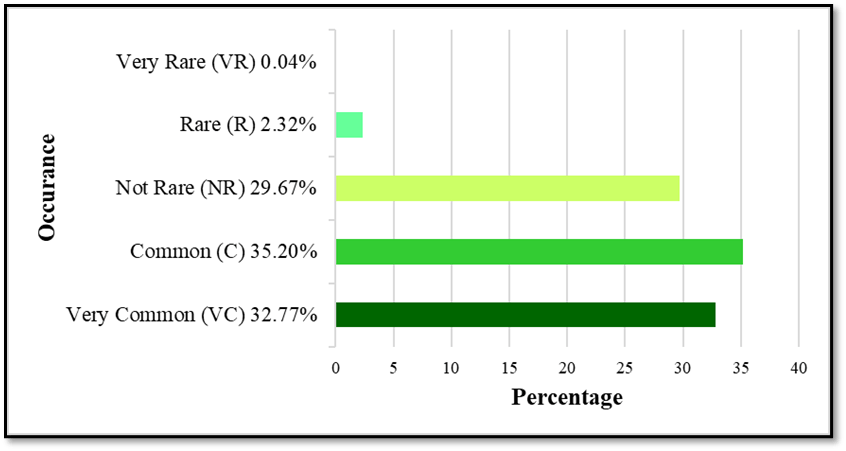 Very Rare (VR) 0.04%
Rare (R) 2.32%
Not Rare (NR) 29.67%
Common (C) 35.20%
Very Common (VC) 32.77%
Occurance
0 5 10 15 20 25 30 35 40
Percentage